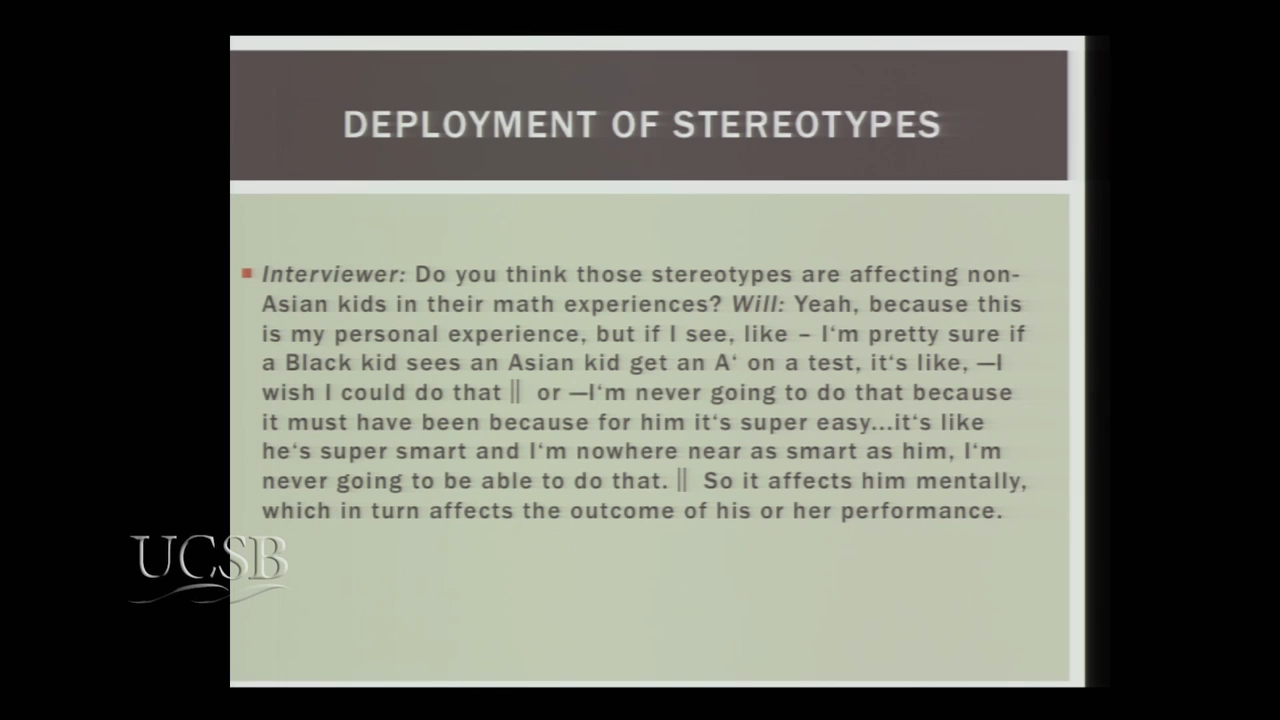 DEPLOYMENT OF STEREOTYPES
Interviewer: Do you think those stereotypes are affecting non-
Asian kids in their math experiences? Will: Yeah, because this
is my personal experience, but if I see, like – I‘m pretty sure if
a Black kid sees an Asian kid get an A‘ on a test, it‘s like, ―I
wish I could do that‖ or ―I‘m never going to do that because
it must have been because for him it‘s super easy...it‘s like
he‘s super smart and I‘m nowhere near as smart as him, I‘m
never going to be able to do that.‖ So it affects him mentally,
which in turn affects the outcome of his or her performance.
UCSB